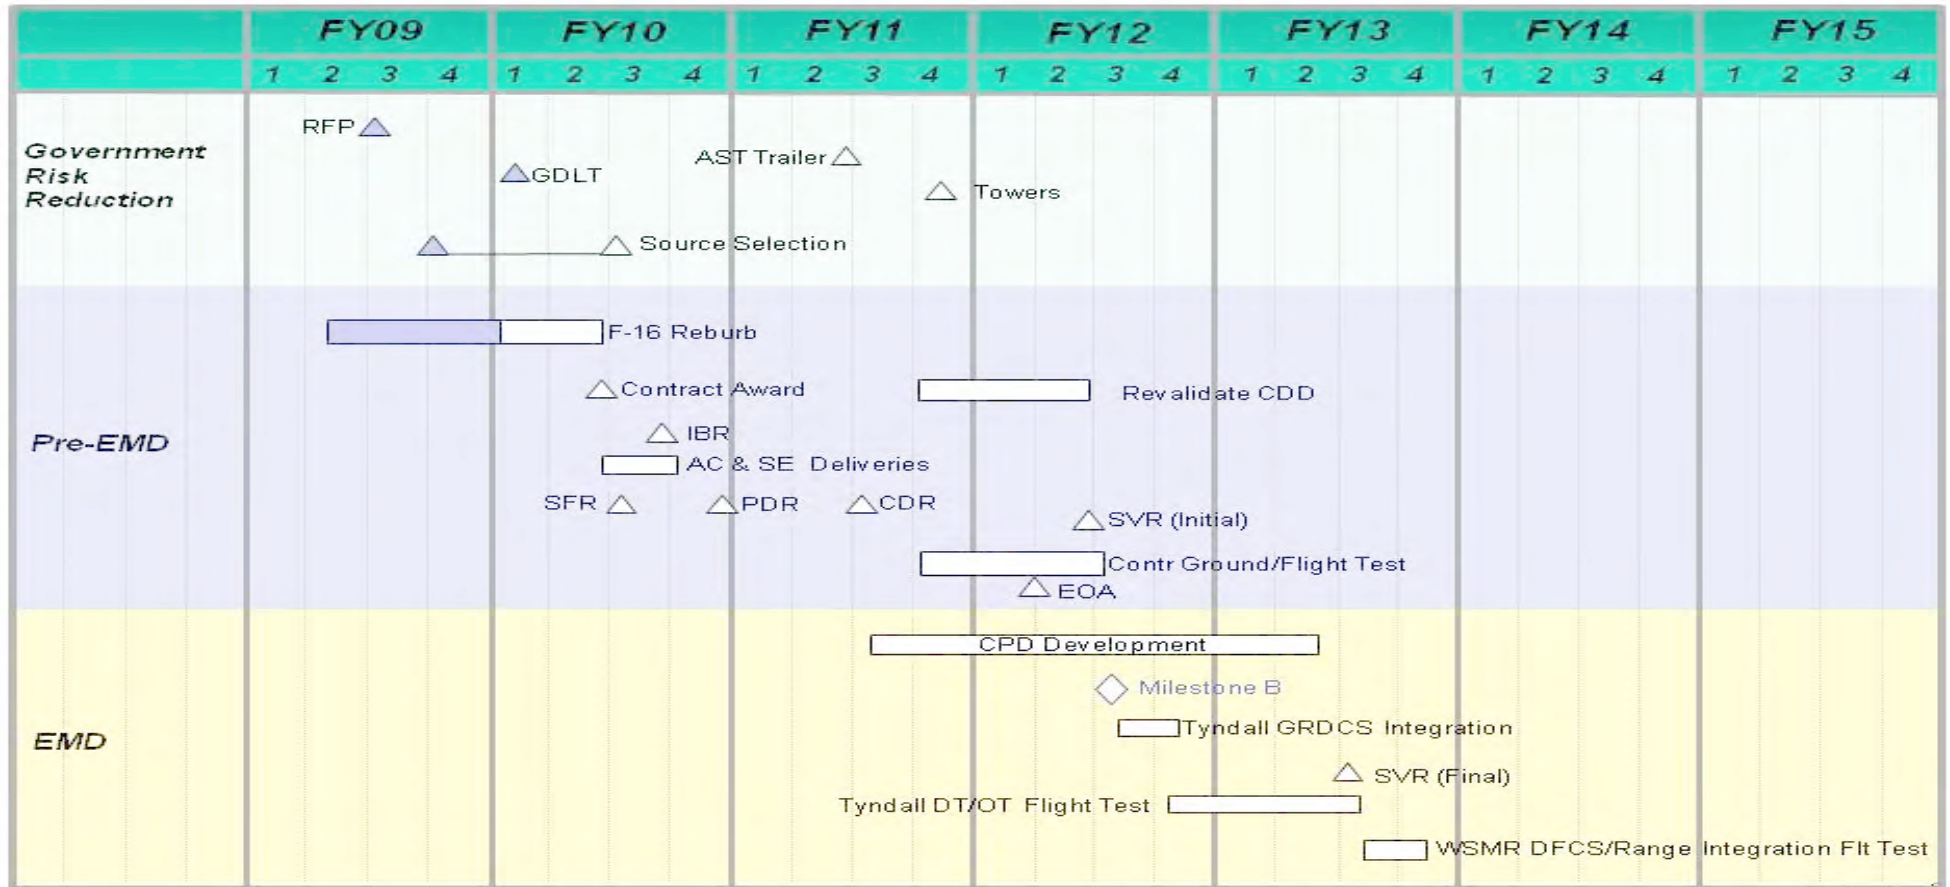 FY09 FY10 FY11 FY12 FY13 FY14 FY15
1 2 3 4 1 2 3 4 1 2 3 4 1 2 3 4 1 2 3 4 1 2 3 4 1 2 3 4
Government
Risk
Reduction
RFP
AST Trailer
GDLT
Towers
Source Selection
Pre-EMD
F-16 Reburb
Contract Award
Revalidate CDD
IBR
AC & SE Deliveries
SFR
PDR
CDR
SVR (Initial)
Contr Ground/Flight Test
EOA
EMD
CPD Development
Milestone B
Tyndall GRDCS Integration
SVR (Final)
Tyndall DT/OT Flight Test
WSMR DFCS/Range Integration Flt Test